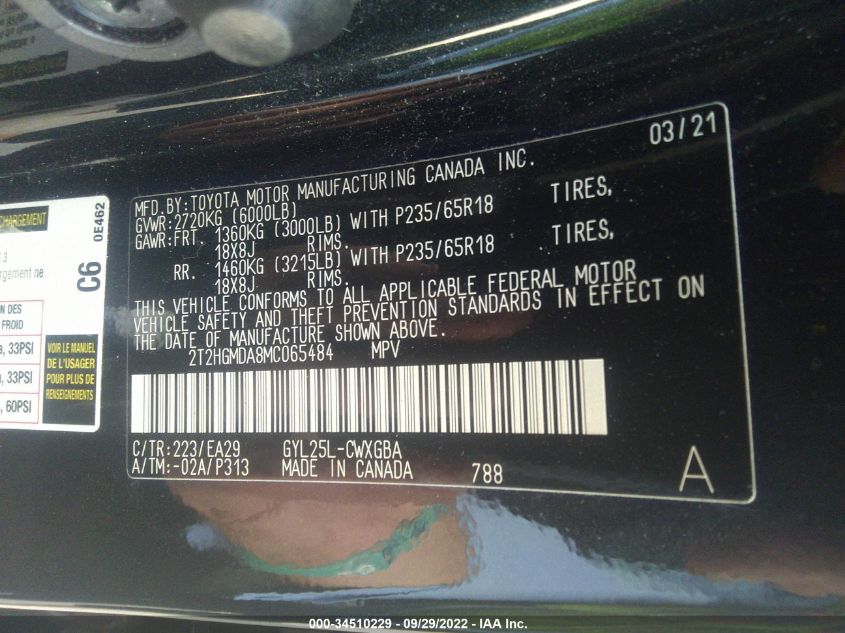 03/21
MFD.BY:TOYOTA MOTOR MANUFACTURING CANADA INC.
GVWR:2720KG (6000LB)
GAWR:FRT. 1360KG (3000LB) WITH P235/65R18 TIRES,
18X8J RIMS.
RR. 1460KG (3215LB) WITH P235/65R18 TIRES,
18X8J RIMS.
THIS VEHICLE CONFORMS TO ALL APPLICABLE FEDERAL MOTOR
VEHICLE SAFETY AND THEFT PREVENTION STANDARDS IN EFFECT ON
THE DATE OF MANUFACTURE SHOWN ABOVE.
2T2HGMDA8MC065484 MPV
C/TR:223/EA29 GYL25L-CWXGBA
A/TM:-02A/P313 MADE IN CANADA 788
A
CHARGEMENT
0E462
C6
3
argement ne
ON DES
FROID
, 33PSI
, 33PSI
, 60PSI
VOIR LE MANUEL
DE L'USAGER
POUR PLUS DE
RENSEIGNEMENTS
000-34510229 - 09/29/2022 - IAA Inc.